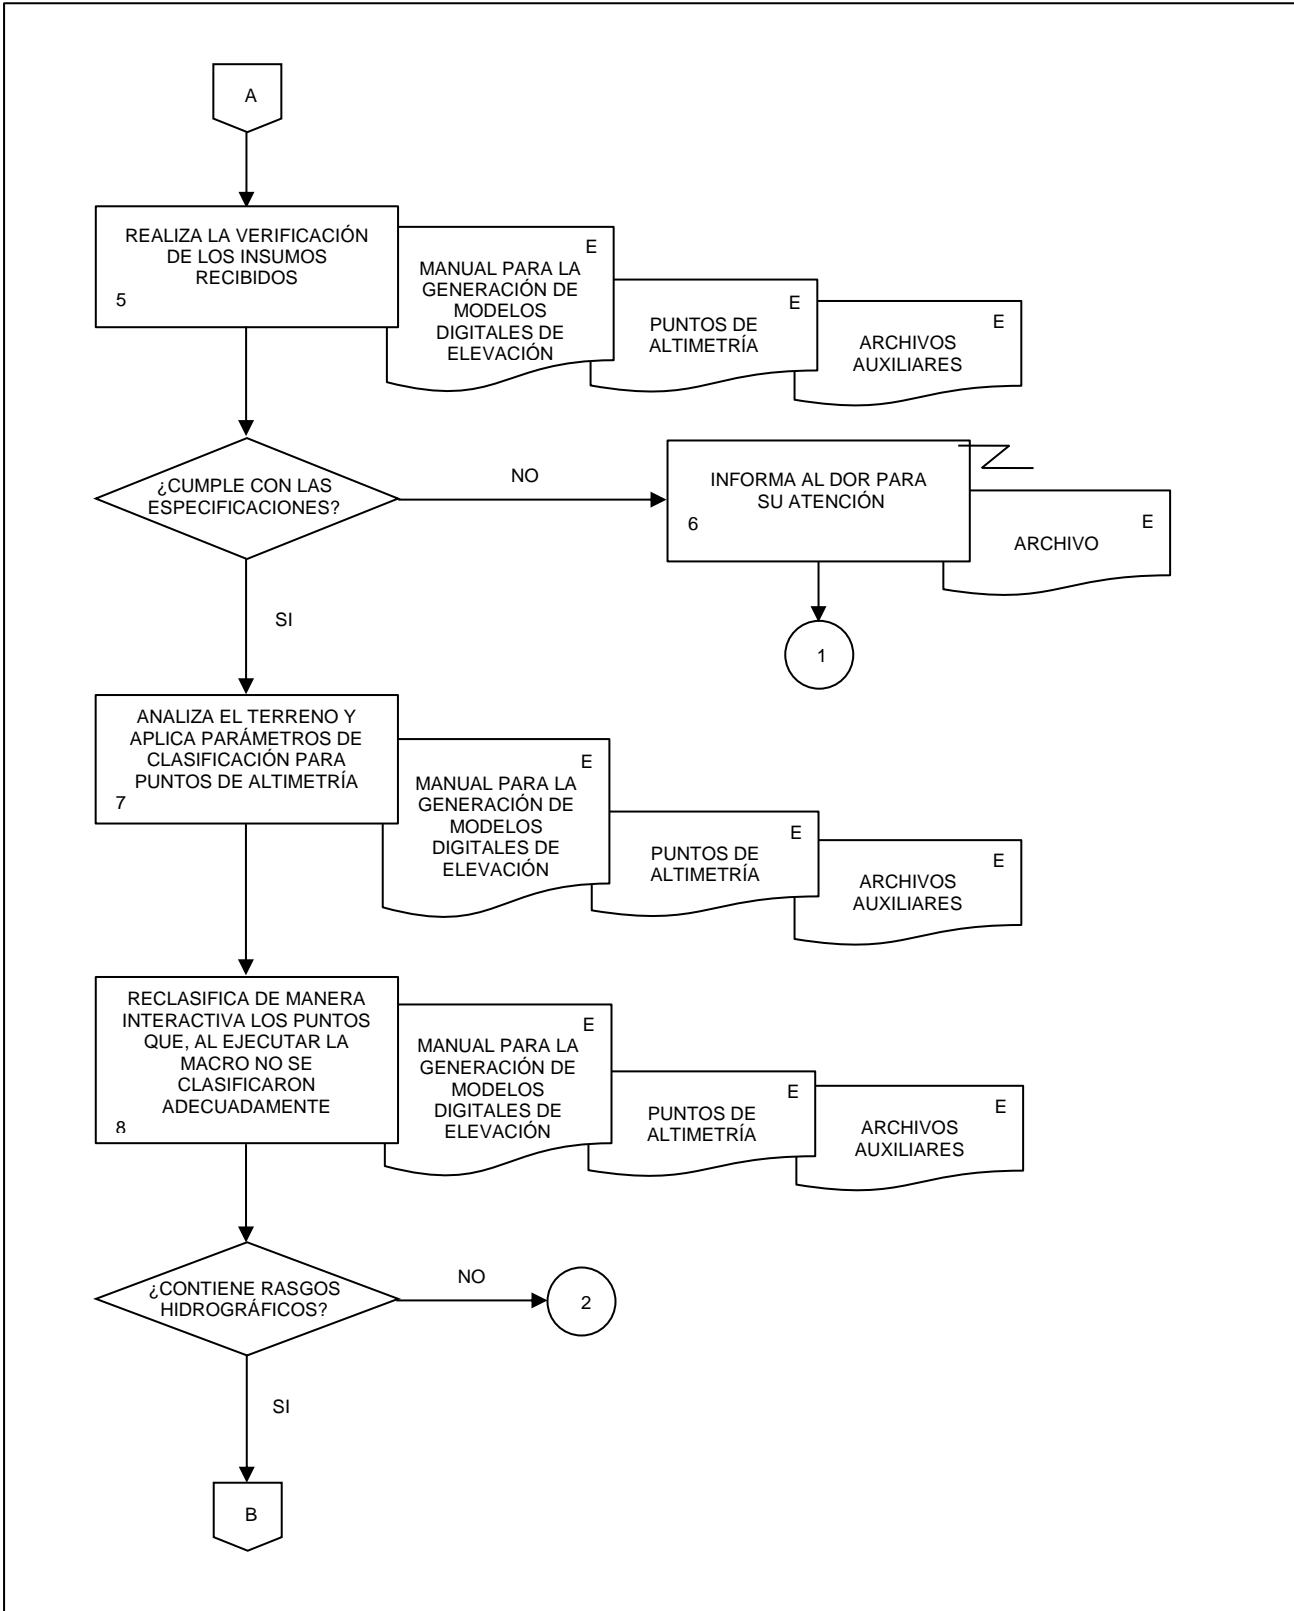 A
REALIZA LA VERIFICACIÓN
DE LOS INSUMOS
RECIBIDOS
5
E
MANUAL PARA LA
GENERACIÓN DE
MODELOS
DIGITALES DE
ELEVACIÓN
E
PUNTOS DE
ALTIMETRÍA
E
ARCHIVOS
AUXILIARES
¿CUMPLE CON LAS
ESPECIFICACIONES?
NO
INFORMA AL DOR PARA
SU ATENCIÓN
6
E
ARCHIVO
1
SI
ANALIZA EL TERRENO Y
APLICA PARÁMETROS DE
CLASIFICACIÓN PARA
PUNTOS DE ALTIMETRÍA
7
E
MANUAL PARA LA
GENERACIÓN DE
MODELOS
DIGITALES DE
ELEVACIÓN
E
PUNTOS DE
ALTIMETRÍA
E
ARCHIVOS
AUXILIARES
RECLASIFICA DE MANERA
INTERACTIVA LOS PUNTOS
QUE, AL EJECUTAR LA
MACRO NO SE
CLASIFICARON
ADECUADAMENTE
8
E
MANUAL PARA LA
GENERACIÓN DE
MODELOS
DIGITALES DE
ELEVACIÓN
E
PUNTOS DE
ALTIMETRÍA
E
ARCHIVOS
AUXILIARES
¿CONTIENE RASGOS
HIDROGRÁFICOS?
NO
2
SI
B